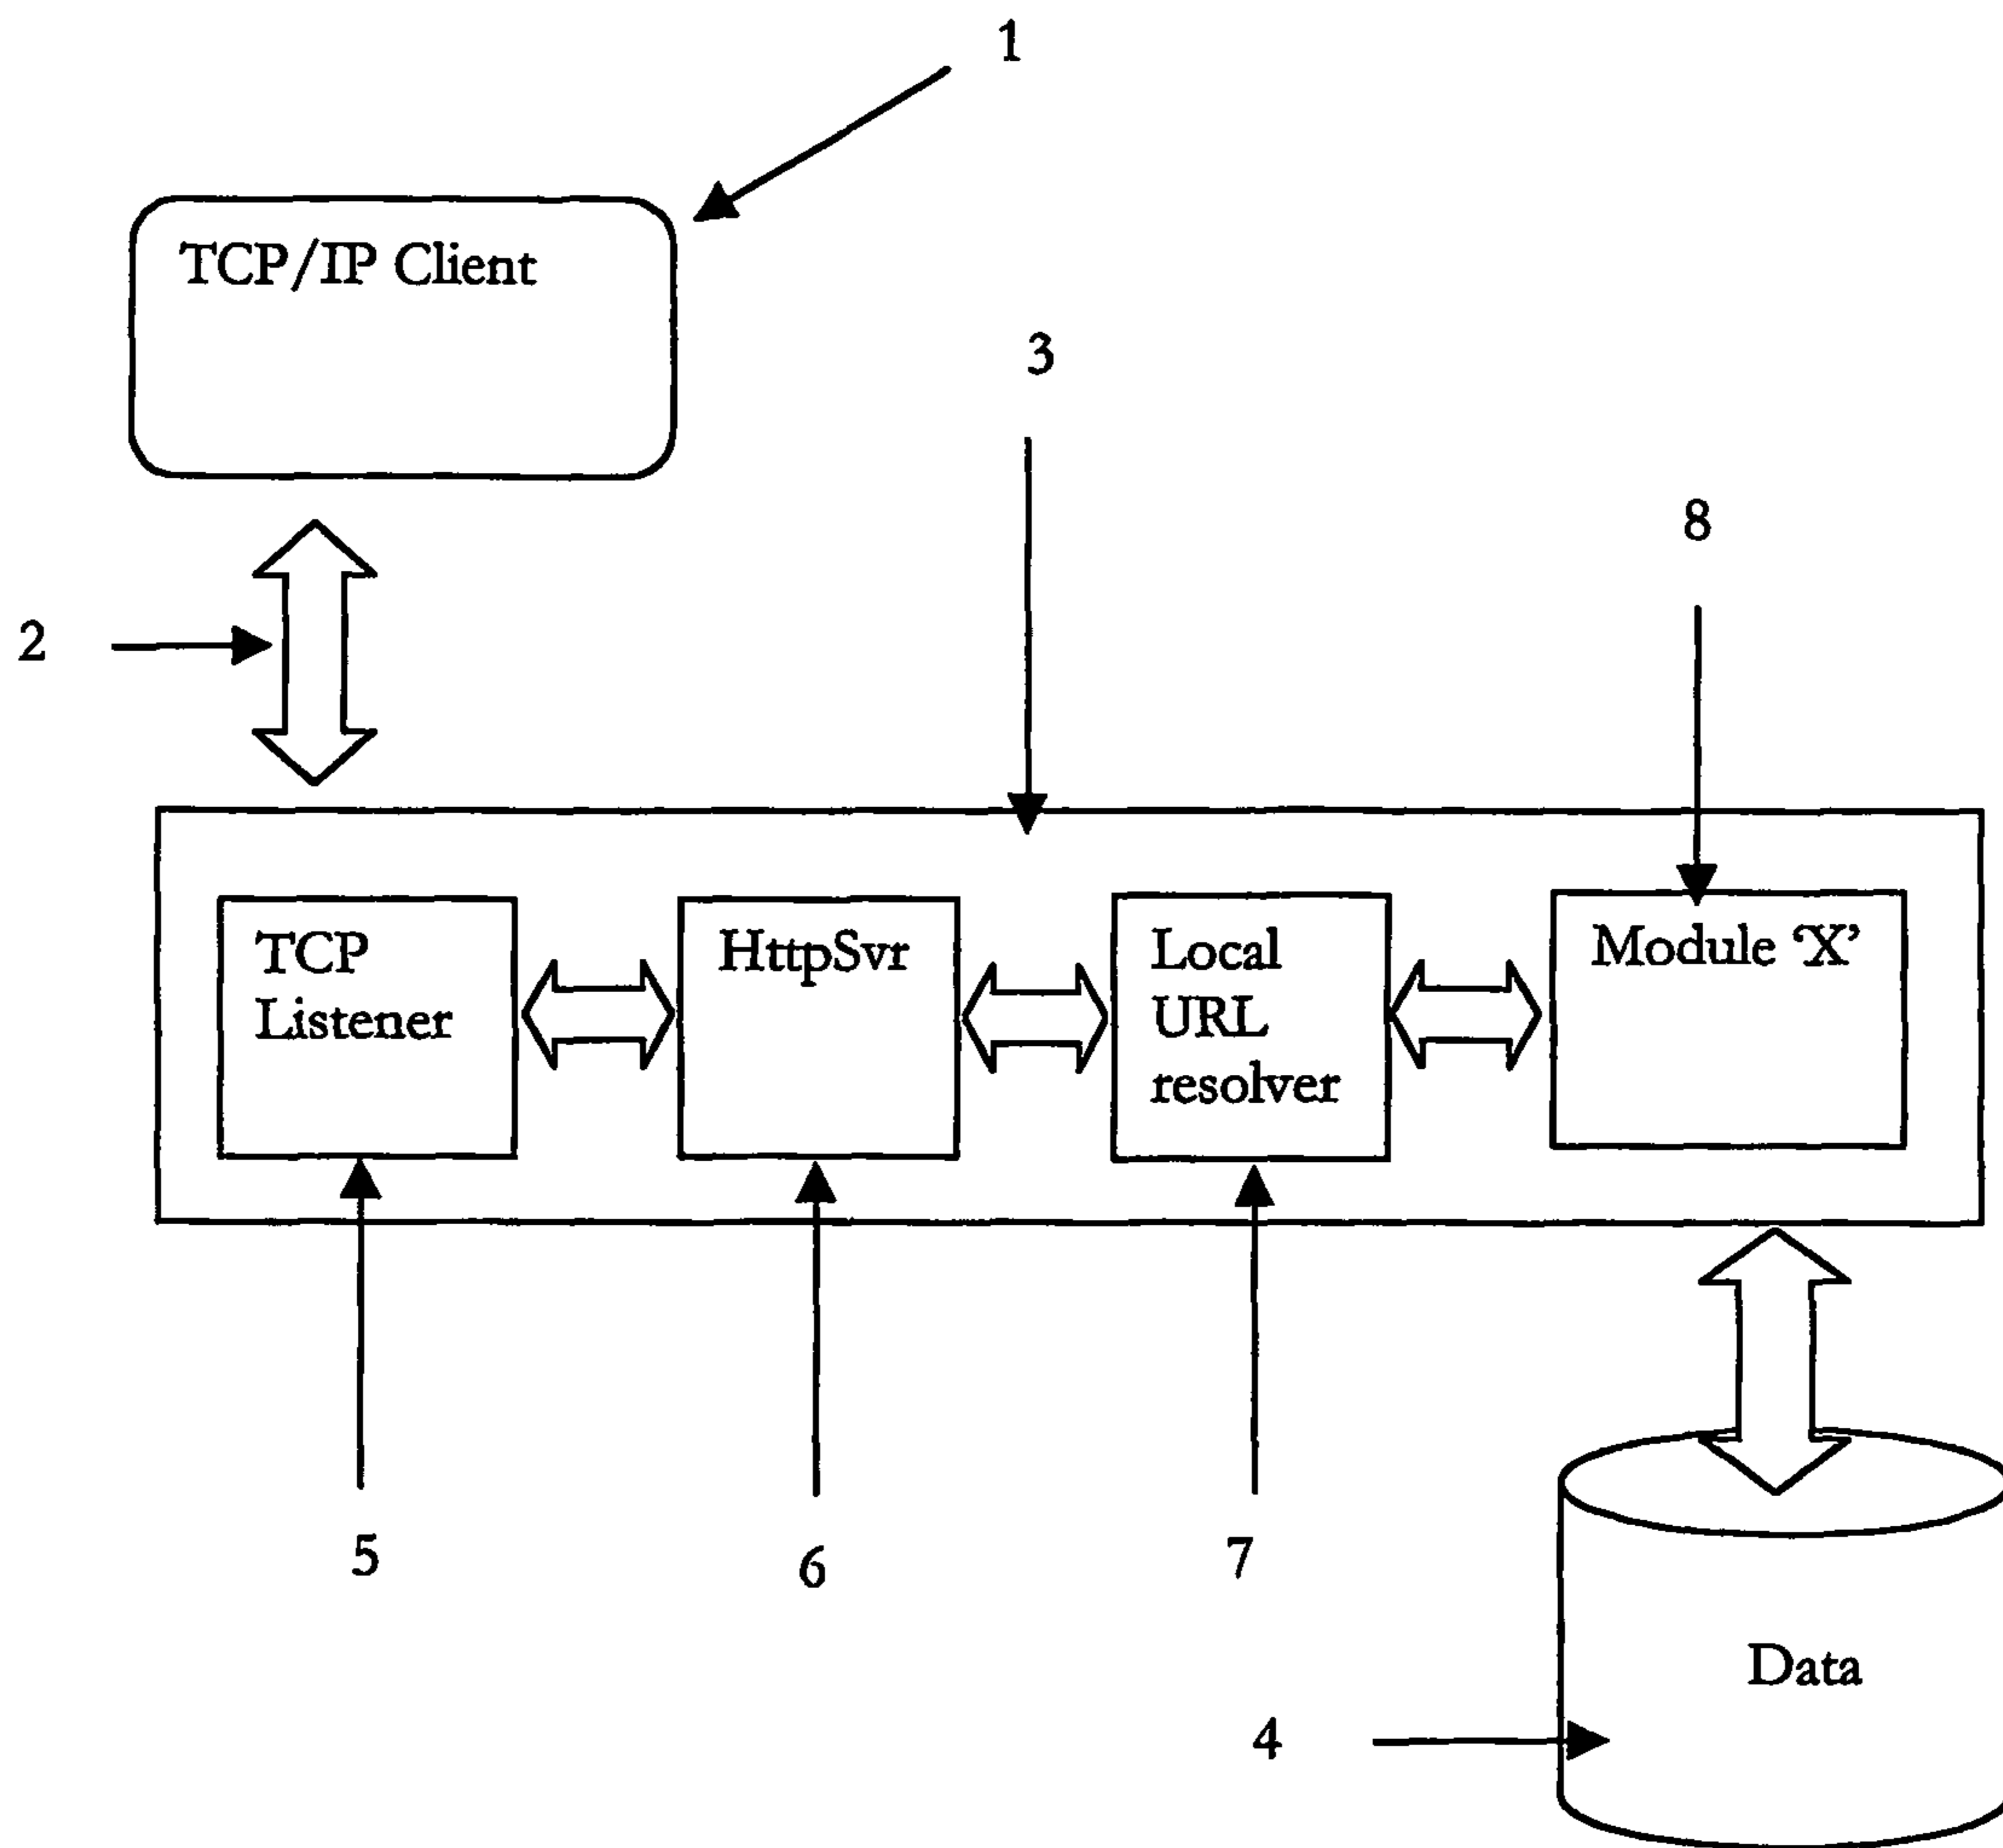 1
TCP/IP Client
3
8
2
TCP
Listener
HttpSvr
Local
URL
resolver
Module ‘X’
5
6
7
Data
4